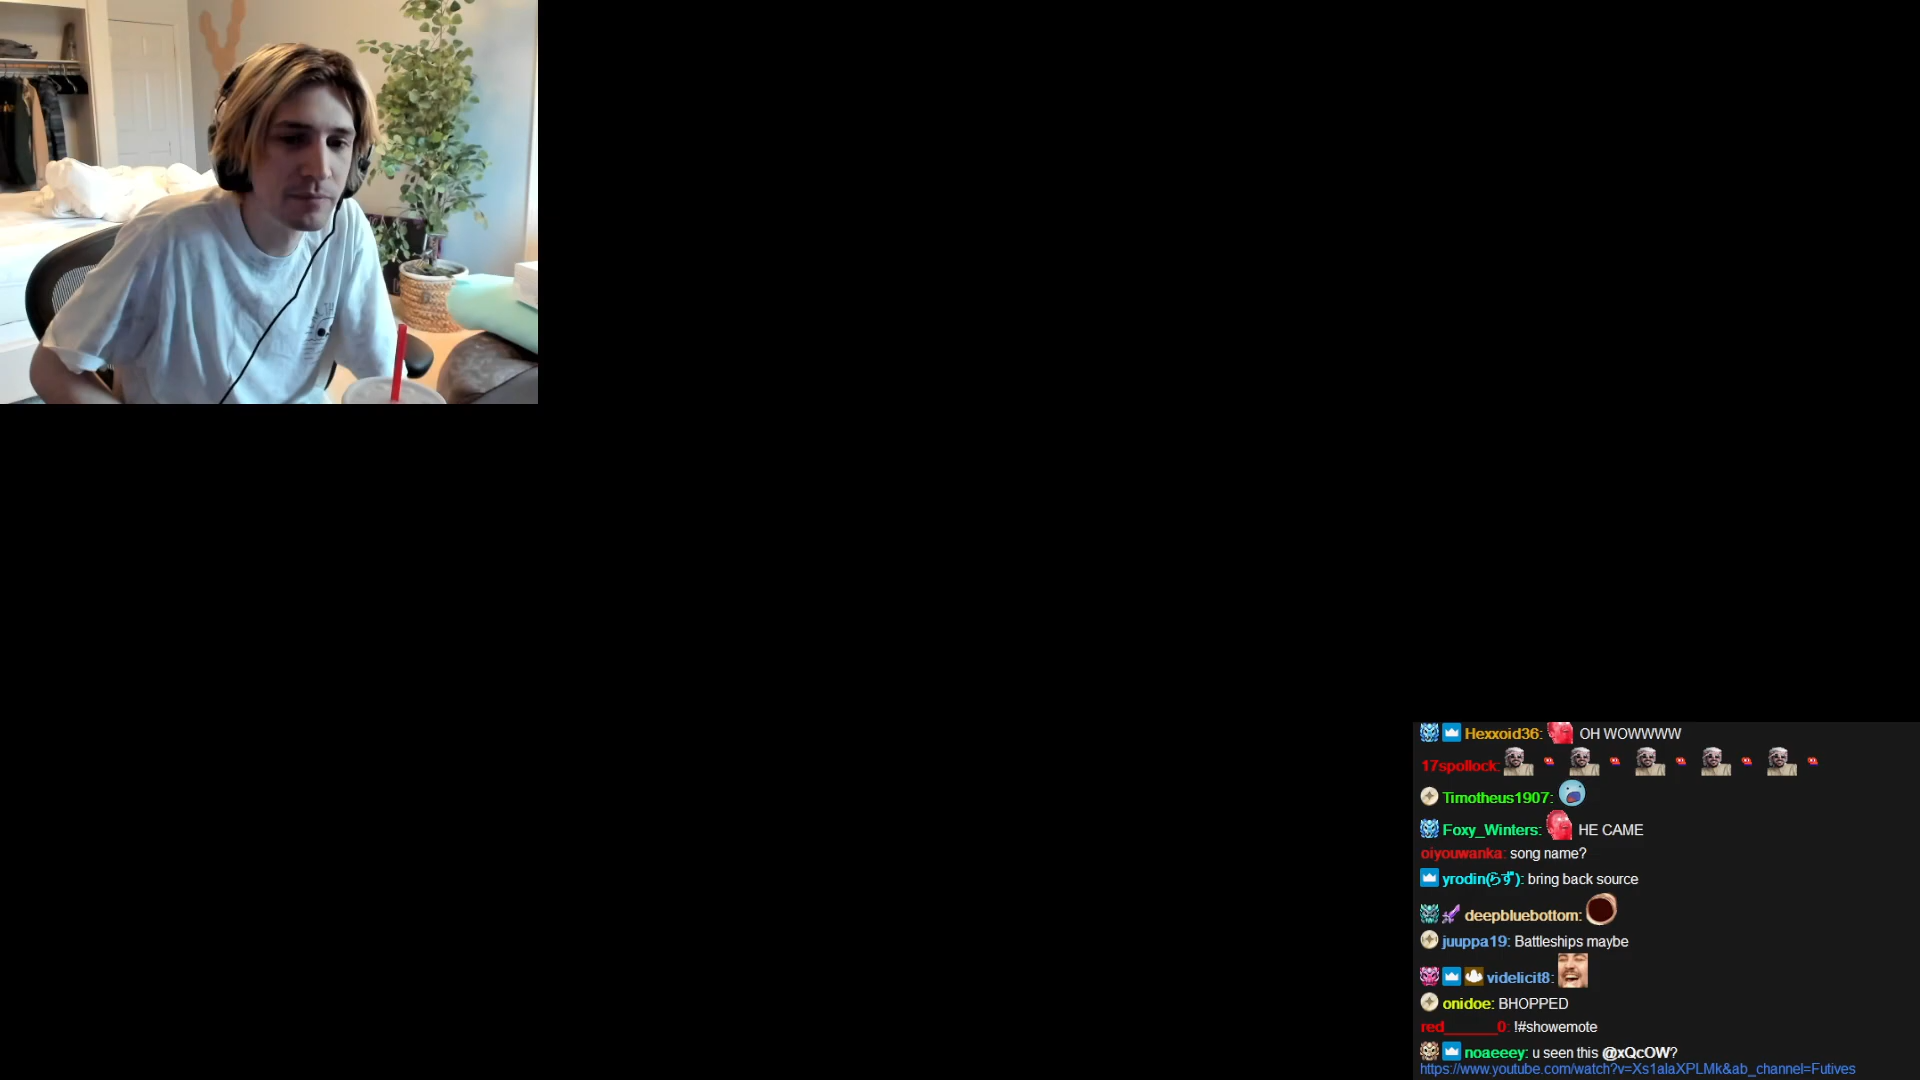 Hexxoid36: OH WOWWWW
17spollock:
Timotheus1907:
Foxy_Winters: HE CAME
oiyouwanka: song name?
yrodin(らず): bring back source
deepbluebottom:
juuppa19: Battleships maybe
videlicit8:
onidoe: BHOPPED
red______0: !#showemote
noaeeey: u seen this @xQcOW?
https://www.youtube.com/watch?v=Xs1alaXPLMk&ab_channel=Futives